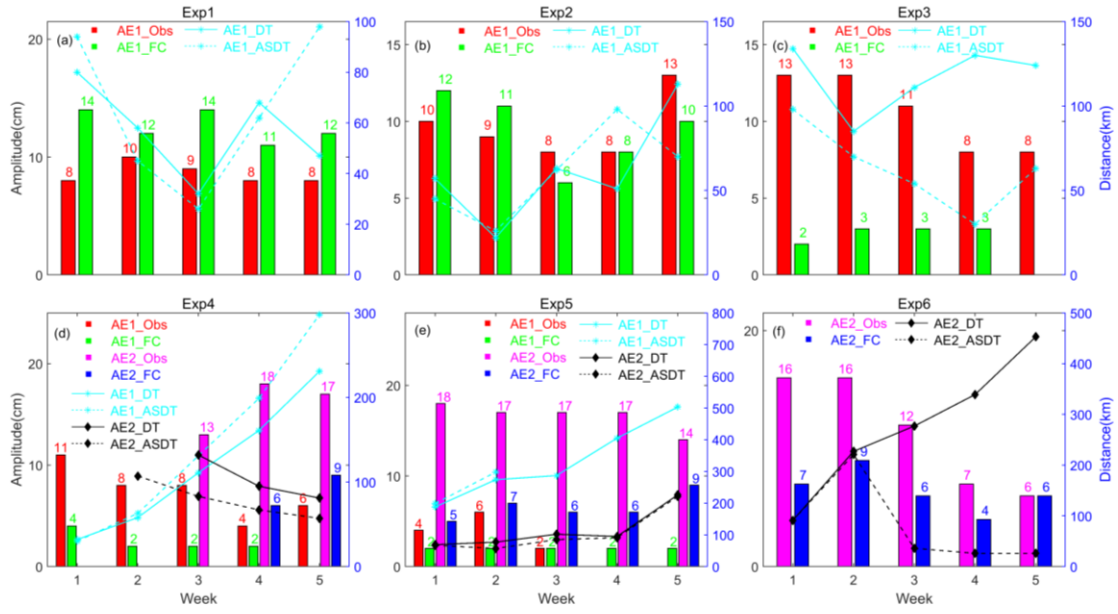 Exp1
Exp2
Exp3
(a)
AE1_Obs
AE1_FC
AE1_DT
AE1_ASDT
(b)
AE1_Obs
AE1_FC
AE1_DT
AE1_ASDT
(c)
AE1_Obs
AE1_FC
AE1_DT
AE1_ASDT
Amplitude(cm)
0 10 20
0 20 40 60 80 100
8 14 10 12 9 14 8 11 8 12
0 5 10 15
0 50 100 150
10 12 9 11 8 6 8 8 13 10
0 5 10 15
0 50 100 150
13 2 13 3 11 3 8 3 8
Distance(km)
Exp4
Exp5
Exp6
(d)
AE1_Obs
AE1_FC
AE2_Obs
AE2_FC
AE1_DT
AE1_ASDT
AE2_DT
AE2_ASDT
(e)
AE1_Obs
AE1_FC
AE2_Obs
AE2_FC
AE1_DT
AE1_ASDT
AE2_DT
AE2_ASDT
(f)
AE2_Obs
AE2_FC
AE2_DT
AE2_ASDT
Amplitude(cm)
0 10 20
0 100 200 300
11 4 8 2 8 2 13 4 2 18 6 6 17 9
0 10 20
0 100 200 300 400 500 600 700 800
4 2 18 5 6 2 17 7 2 2 17 6 2 17 6 2 14 9
0 10 20
0 100 200 300 400 500
16 7 16 9 12 6 7 4 6 6
Distance(km)
1 2 3 4 5
1 2 3 4 5
1 2 3 4 5
Week
Week
Week